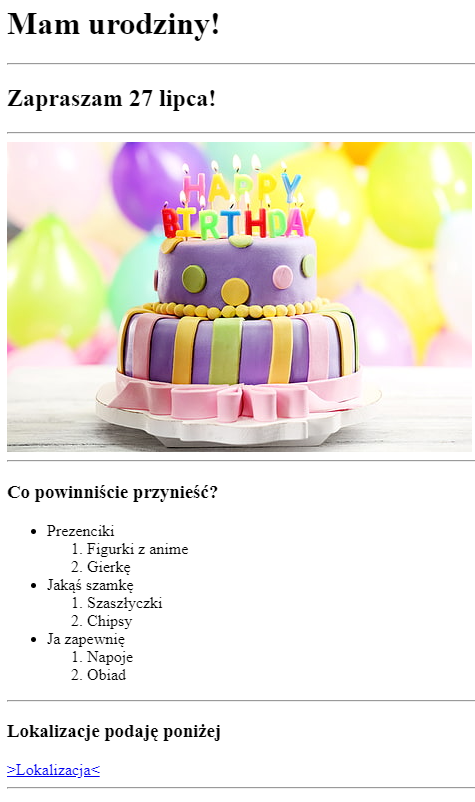 Mam urodziny!
Zapraszam 27 lipca!
HAPPY
BIRTHDAY
Co powinniście przynieść?
• Prezenciki
1. Figurki z anime
2. Gierkę
• Jakąś szamkę
1. Szaszłyczki
2. Chipsy
• Ja zapewnię
1. Napoje
2. Obiad
Lokalizacje podaję poniżej
>Lokalizacja<